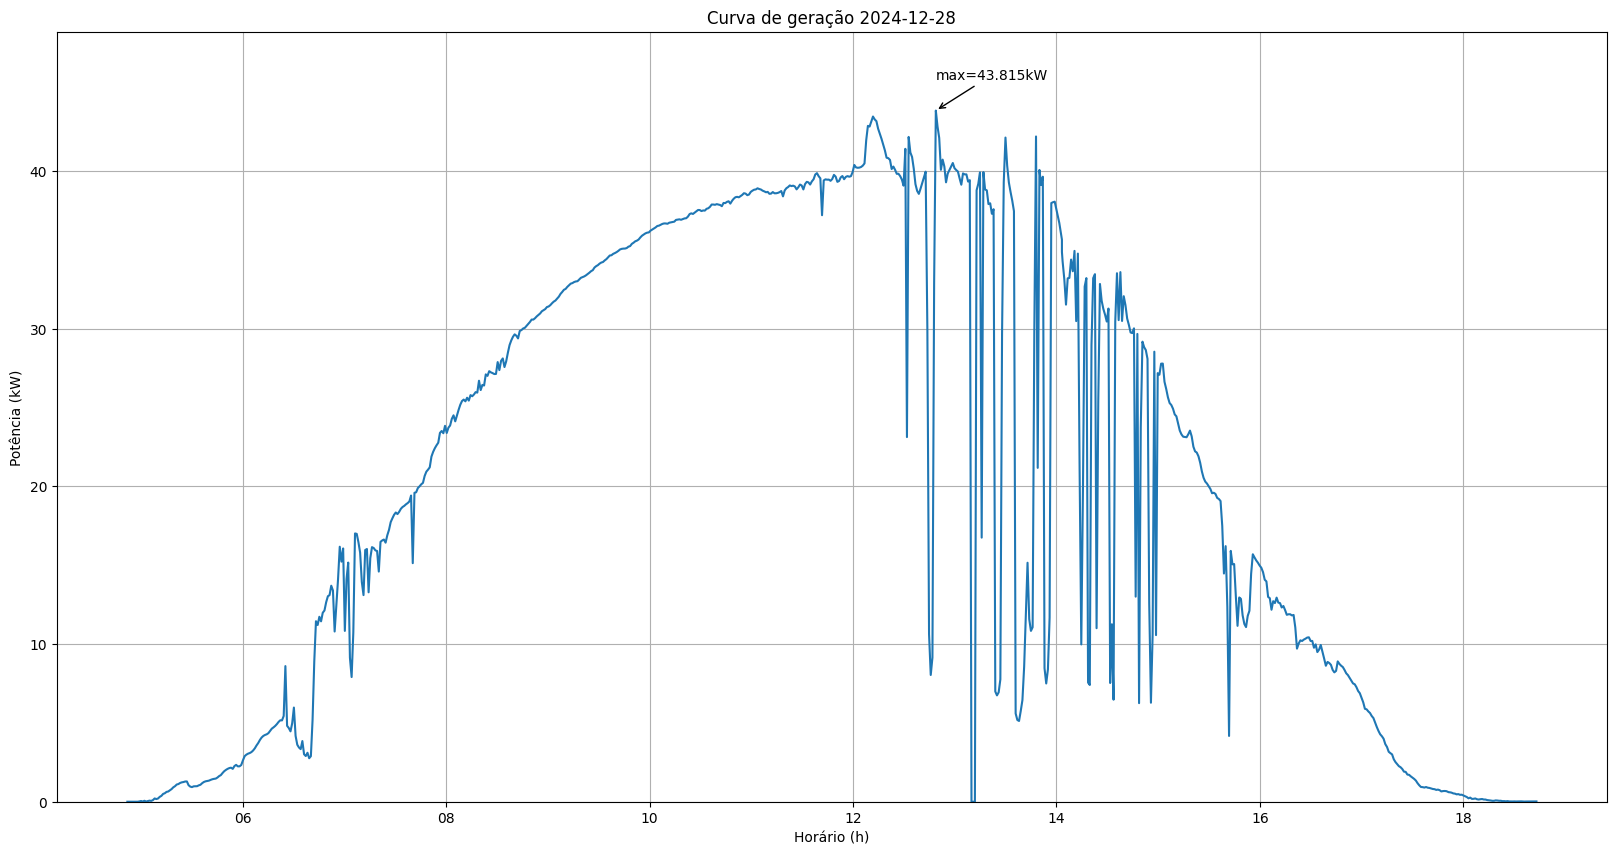 Curva de geração 2024-12-28
max=43.815kW
40
30
20
10
0
Potência (kW)
06 08 10 12 14 16 18
Horário (h)